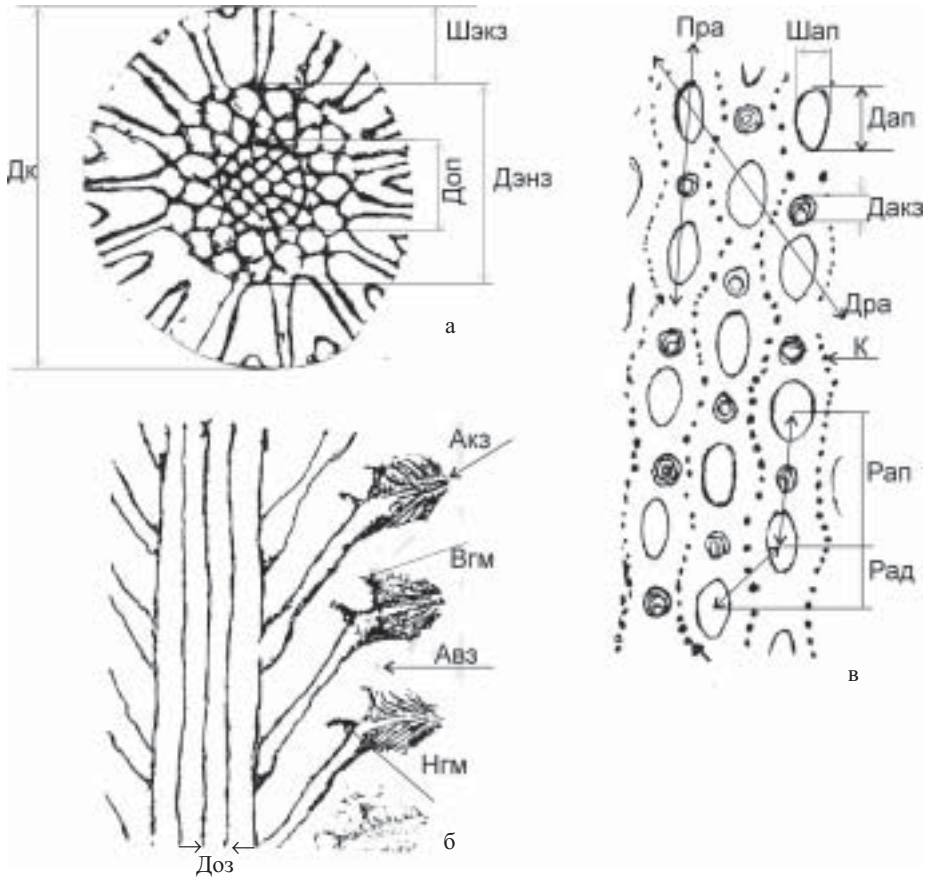 Шэкз
Дк
Доп
Дэнз
а
Акз
Вгм
Авз
Нгм
Доз
б
Пра
Шап
Дап
Дакз
Дра
К
Рап
Рад
в